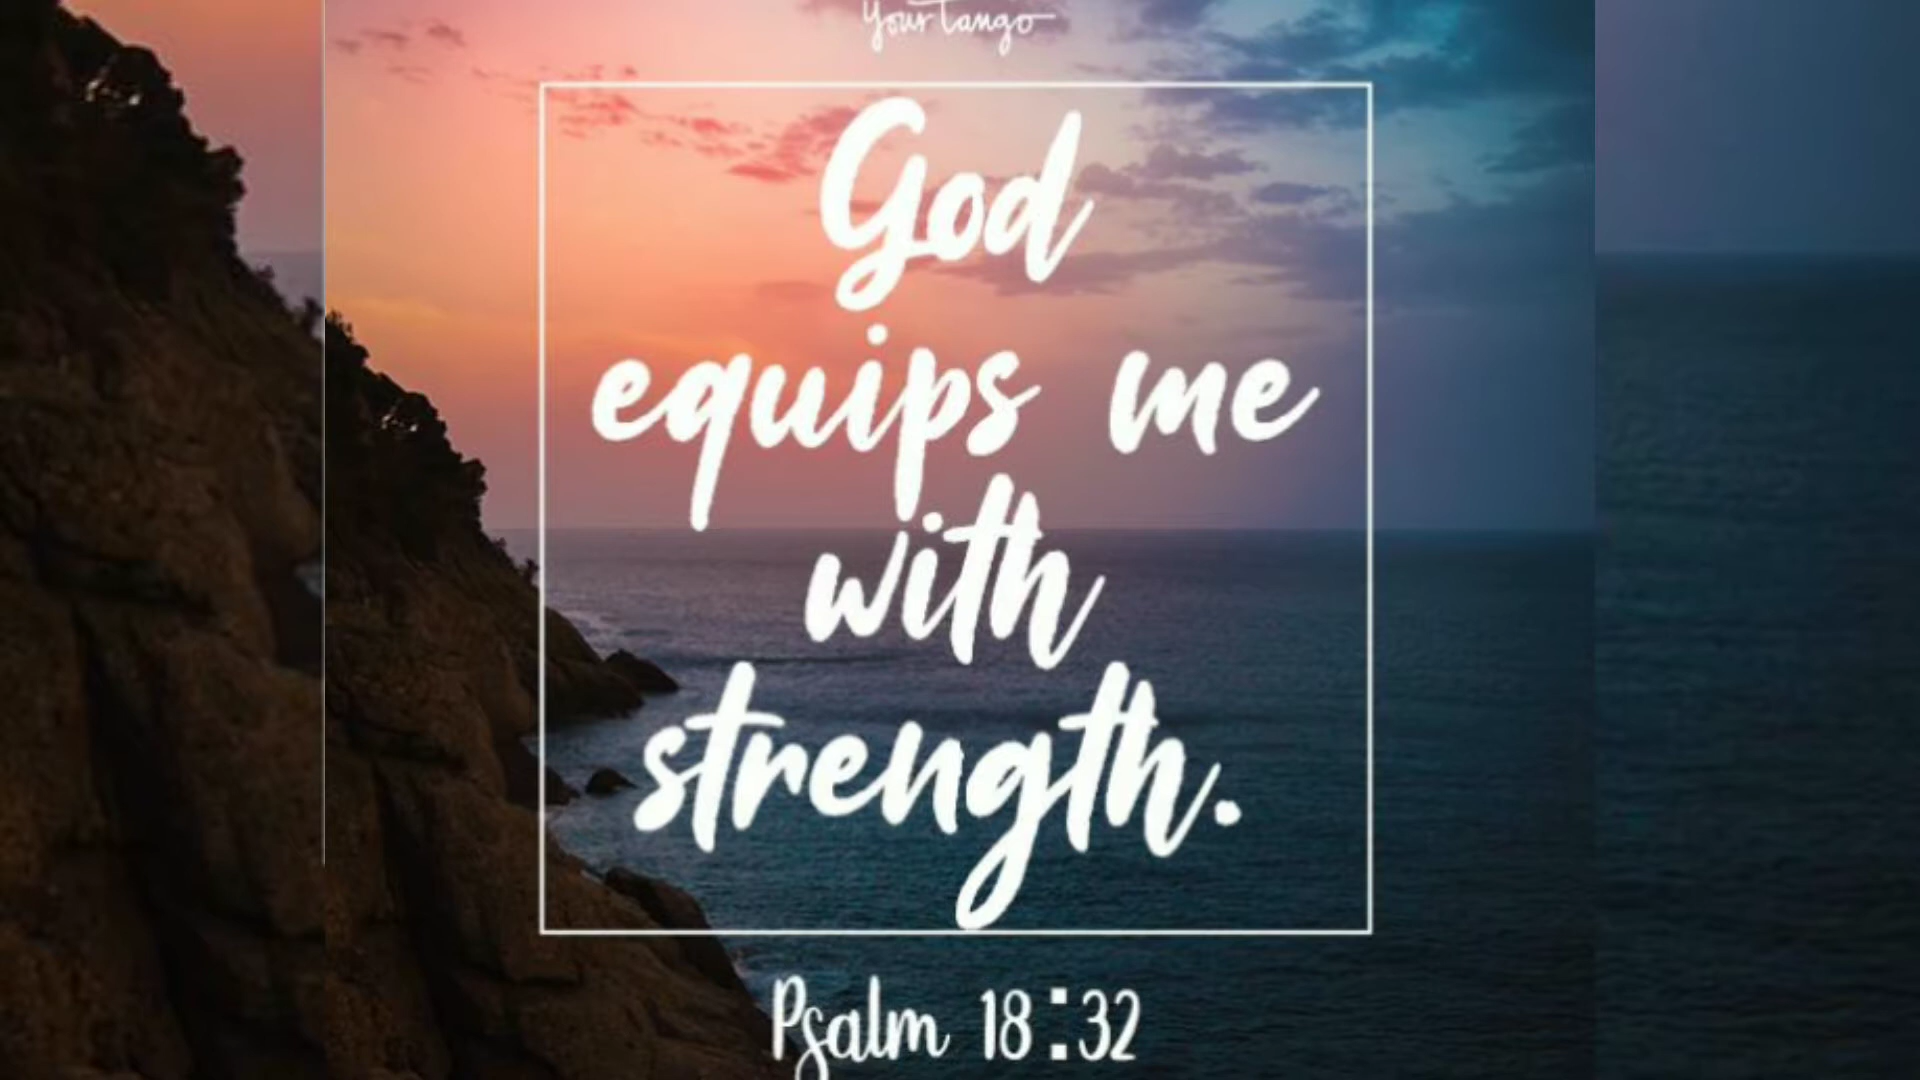 YourTango
God
equips me
with
strength.
Psalm 18:32